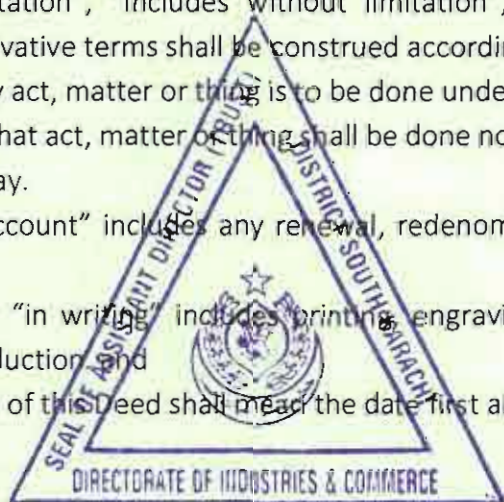 tation", "includes without limitation",
vative terms shall be construed accordin
y act, matter or thing is to be done unde
hat act, matter or thing shall be done no
ay.
ccount" includes any renewal, redenom
"in writing" includes printing, engravi
duction and
of this Deed shall mean the date first a
SEAL OF ASSISTANT DIRECTOR (TRUST)
DISTRICT SOUTH KARACHI
DIRECTORATE OF INDUSTRIES & COMMERCE